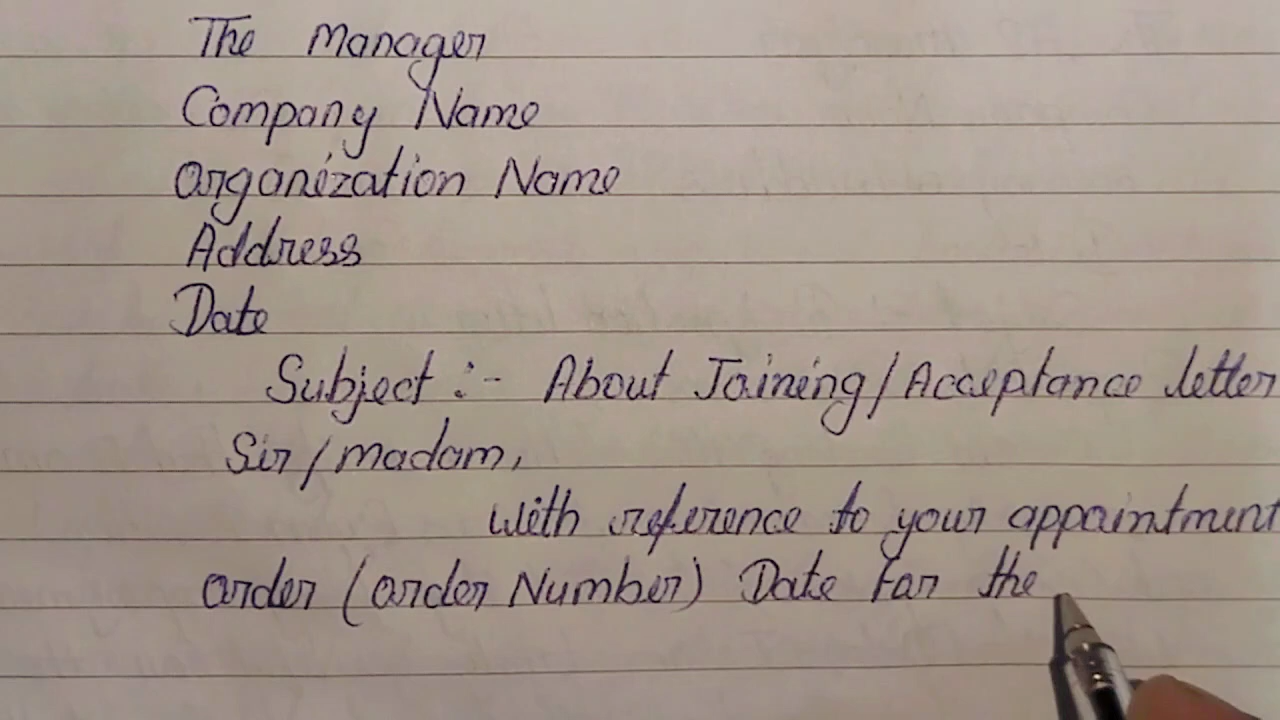 The Manager
Company Name
Organization Name
Address
Date
Subject :- About Joining/Acceptance letter
Sir/madam,
with reference to your appointment
order (order Number) Date For the